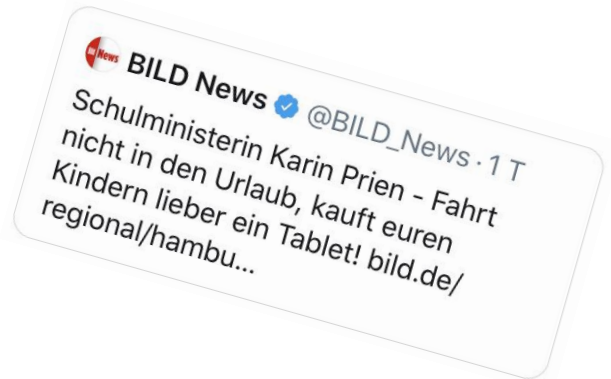 BILD News @BILD_News · 1 T
Schulministerin Karin Prien - Fahrt
nicht in den Urlaub, kauft euren
Kindern lieber ein Tablet! bild.de/
regional/hambu...